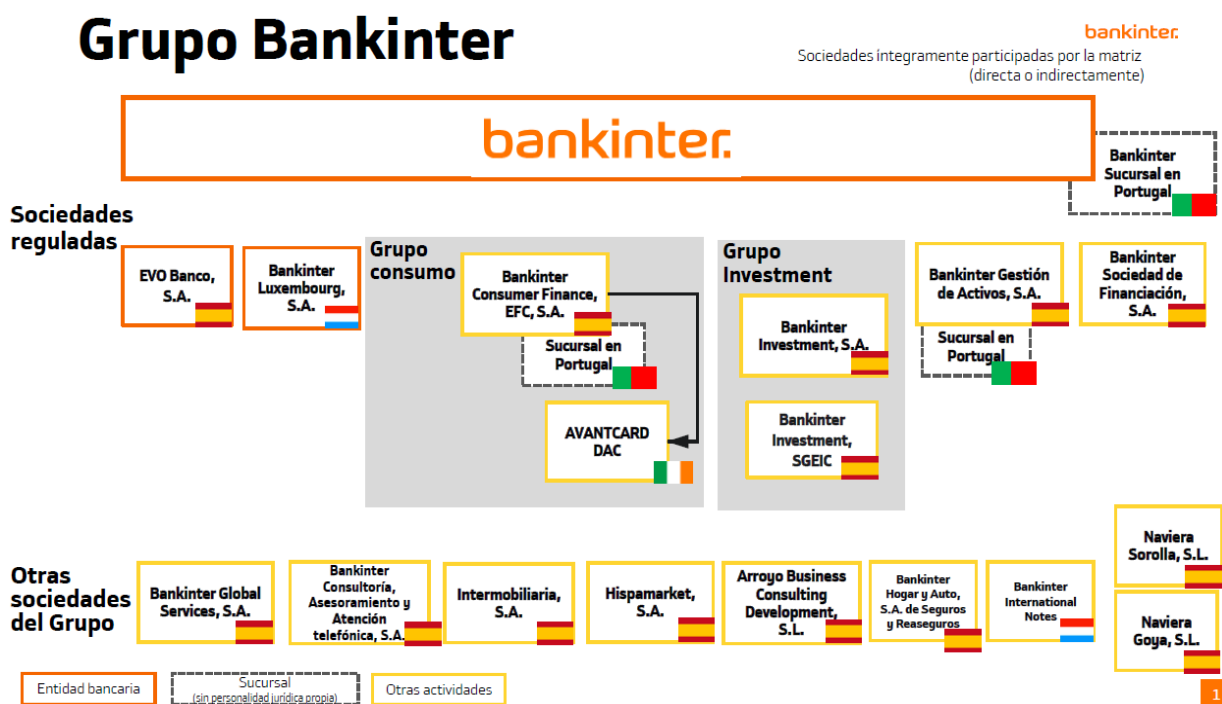 Grupo Bankinter
bankinter.
Sociedades íntegramente participadas por la matriz
(directa o indirectamente)
bankinter.
Bankinter
Sucursal en
Portugal
Sociedades
reguladas
EVO Banco,
S.A.
Bankinter
Luxembourg,
S.A.
Grupo
consumo
Bankinter
Consumer Finance,
EFC, S.A.
Sucursal en
Portugal
AVANTCARD
DAC
Grupo
Investment
Bankinter
Investment, S.A.
Bankinter
Investment,
SGEIC
Bankinter Gestión
de Activos, S.A.
Sucursal en
Portugal
Bankinter
Sociedad de
Financiación,
S.A.
Otras
sociedades
del Grupo
Bankinter Global
Services, S.A.
Bankinter
Consultoría,
Asesoramiento y
Atención
telefónica, S.A.
Intermobiliaria,
S.A.
Hispamarket,
S.A.
Arroyo Business
Consulting
Development,
S.L.
Bankinter
Hogar y Auto,
S.A. de Seguros
y Reaseguros
Bankinter
International
Notes
Naviera
Sorolla, S.L.
Naviera
Goya, S.L.
Entidad bancaria
Sucursal
(sin personalidad jurídica propia)
Otras actividades
1